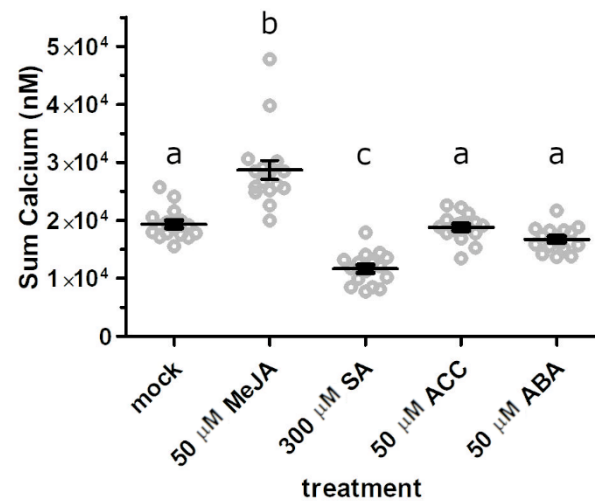 b
5×10⁴
4×10⁴
3×10⁴
2×10⁴
1×10⁴
0
Sum Calcium (nM)
a
c
a
a
mock
50 μM MeJA
300 μM SA
50 μM ACC
50 μM ABA
treatment